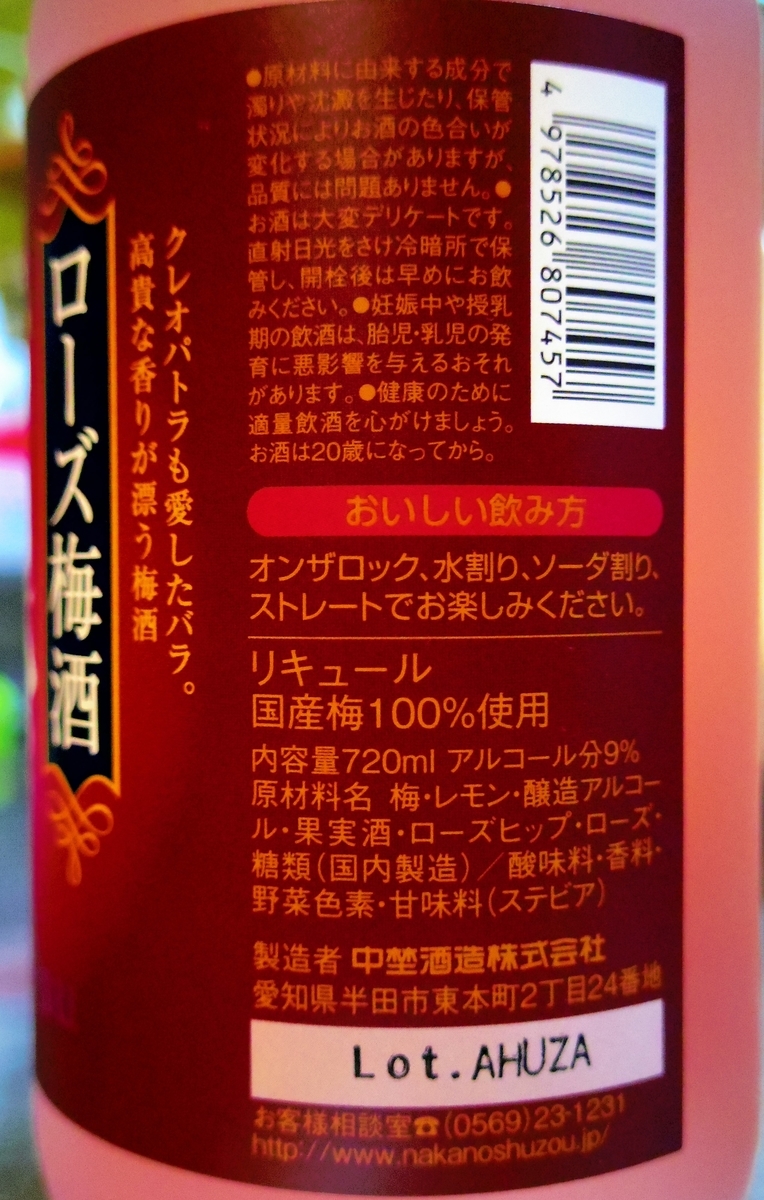 ローズ梅酒
クレオパトラも愛したバラ。
高貴な香りが漂う梅酒
●原材料に由来する成分で
濁りや沈澱を生じたり、保管
状況によりお酒の色合いが
変化する場合がありますが、
品質には問題ありません。●
お酒は大変デリケートです。
直射日光をさけ冷暗所で保
管し、開栓後は早めにお飲
みください。●妊娠中や授乳
期の飲酒は、胎児・乳児の発
育に悪影響を与えるおそれ
があります。●健康のために
適量飲酒を心がけましょう。
お酒は20歳になってから。
4 978526 807457
おいしい飲み方
オンザロック、水割り、ソーダ割り、
ストレートでお楽しみください。
リキュール
国産梅100%使用
内容量720ml アルコール分9%
原材料名 梅・レモン・醸造アルコー
ル・果実酒・ローズヒップ・ローズ・
糖類(国内製造)/酸味料・香料・
野菜色素・甘味料(ステビア)
製造者 中埜酒造株式会社
愛知県半田市東本町2丁目24番地
Lot.AHUZA
お客様相談室☎(0569)23-1231
http://www.nakanoshuzou.jp/